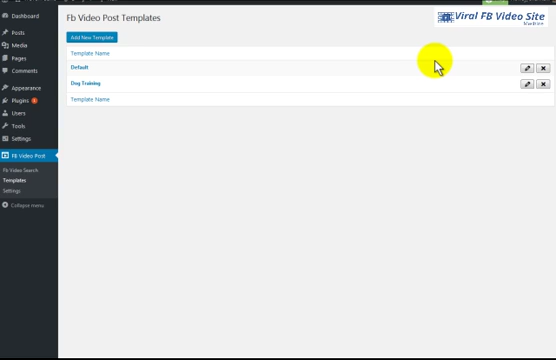 Dashboard
Posts
Media
Pages
Comments
Appearance
Plugins 1
Users
Tools
Settings
FB Video Post
Fb Video Search
Templates
Settings
Collapse menu
Fb Video Post Templates
Viral FB Video Site
Add New Template
Template Name
Default
Dog Training
Template Name